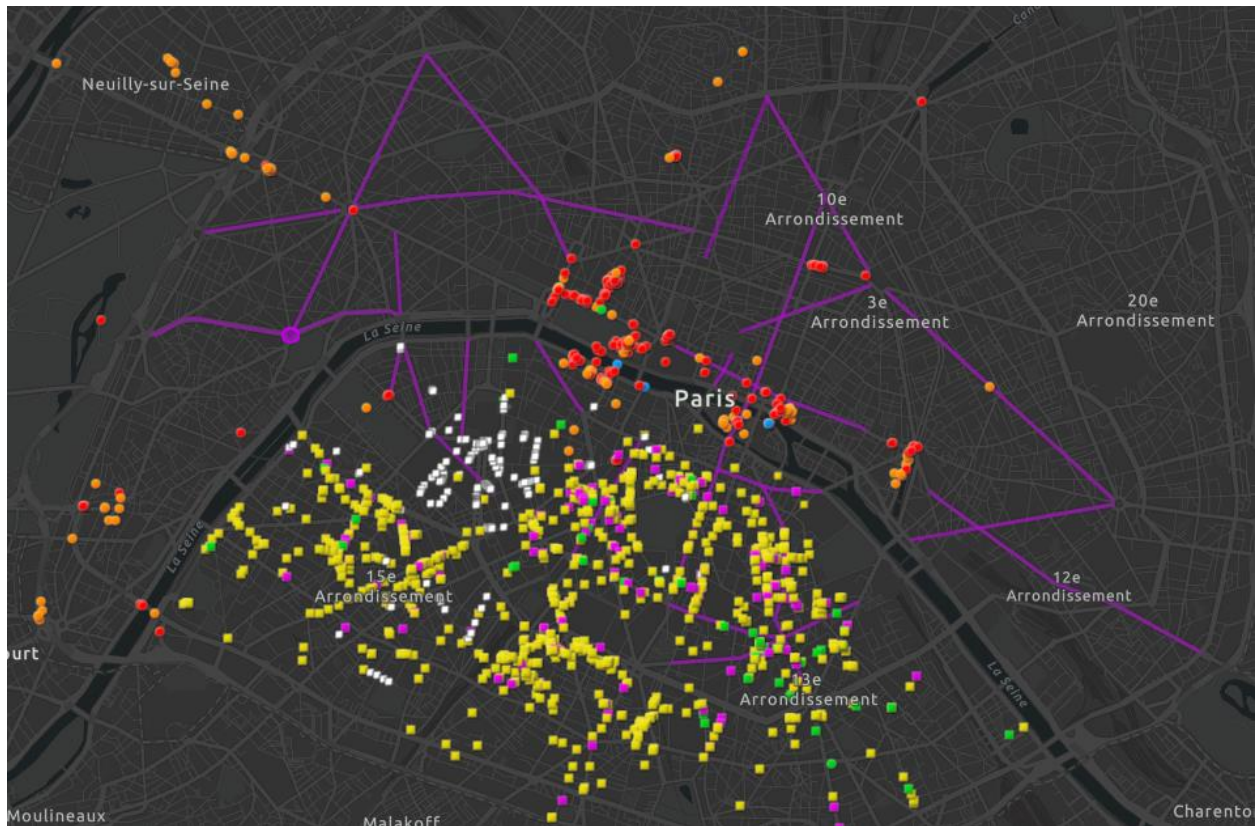 Can
Neuilly-sur-Seine
10e
Arrondissement
3e
Arrondissement
20e
La Seine
Paris
La Seine
15e
Arrondissement
12e
Arrondissement
ourt
La Seine
13e
Arrondissement
Moulineaux
Malakoff
Charento